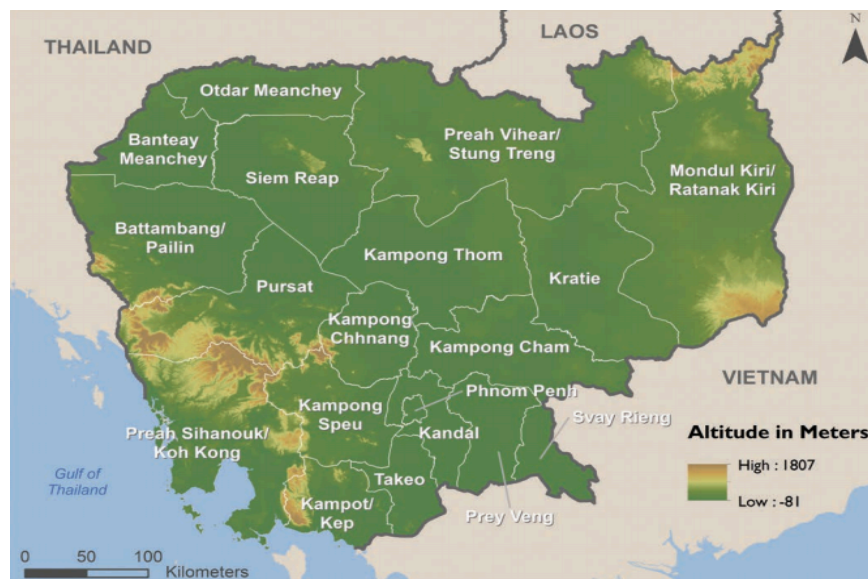 THAILAND
LAOS
N
Otdar Meanchey
Banteay
Meanchey
Siem Reap
Preah Vihear/
Stung Treng
Mondul Kiri/
Ratanak Kiri
Battambang/
Pailin
Pursat
Kampong Thom
Kratie
Kampong
Chhnang
Kampong Cham
Phnom Penh
VIETNAM
Kampong
Speu
Kandal
Svay Rieng
Preah Sihanouk/
Koh Kong
Takeo
Prey Veng
Kampot/
Kep
Gulf of
Thailand
Altitude in Meters
High : 1807
Low : -81
0 50 100
Kilometers